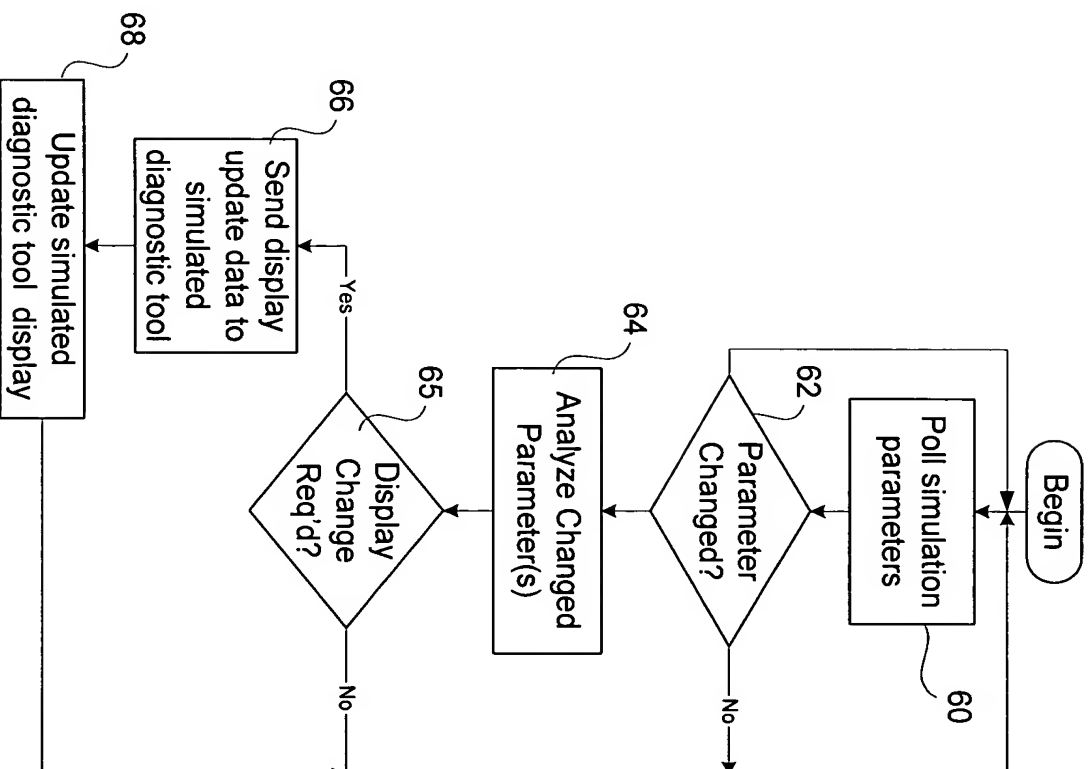 Begin
Poll simulation
parameters
60
62
Parameter
Changed?
No
64
Analyze Changed
Parameter(s)
65
Display
Change
Req'd?
Yes
No
66
Send display
update data to
simulated
diagnostic tool
68
Update simulated
diagnostic tool display